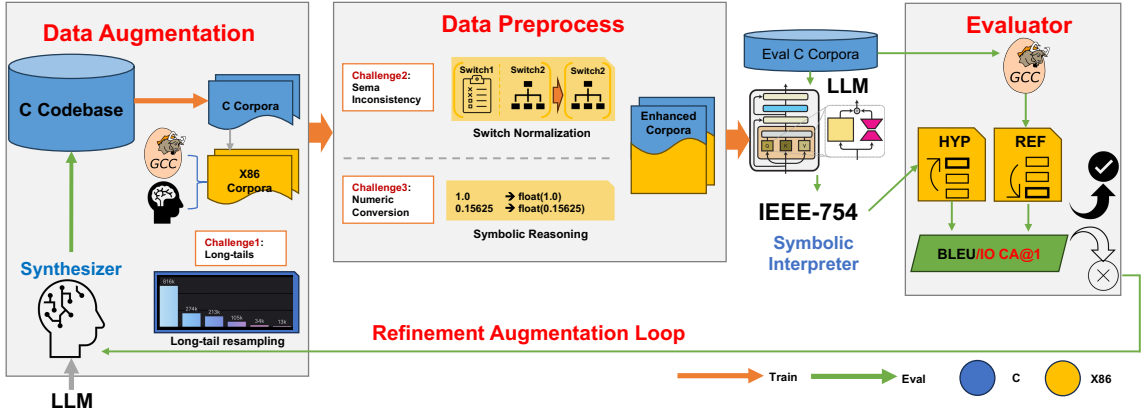 Data Augmentation
C Codebase
C Corpora
GCC
X86
Corpora
Challenge1:
Long-tails
Synthesizer
816k
274k
213k
105k
34k
13k
Long-tail resampling
LLM
Data Preprocess
Challenge2:
Sema
Inconsistency
Switch1
Switch2
Switch2
Switch Normalization
Challenge3:
Numeric
Conversion
1.0 → float(1.0)
0.15625 → float(0.15625)
Symbolic Reasoning
Enhanced
Corpora
Eval C Corpora
LLM
Q
K
V
IEEE-754
Symbolic
Interpreter
Evaluator
GCC
HYP
REF
BLEU/IO CA@1
Refinement Augmentation Loop
Train
Eval
C
X86